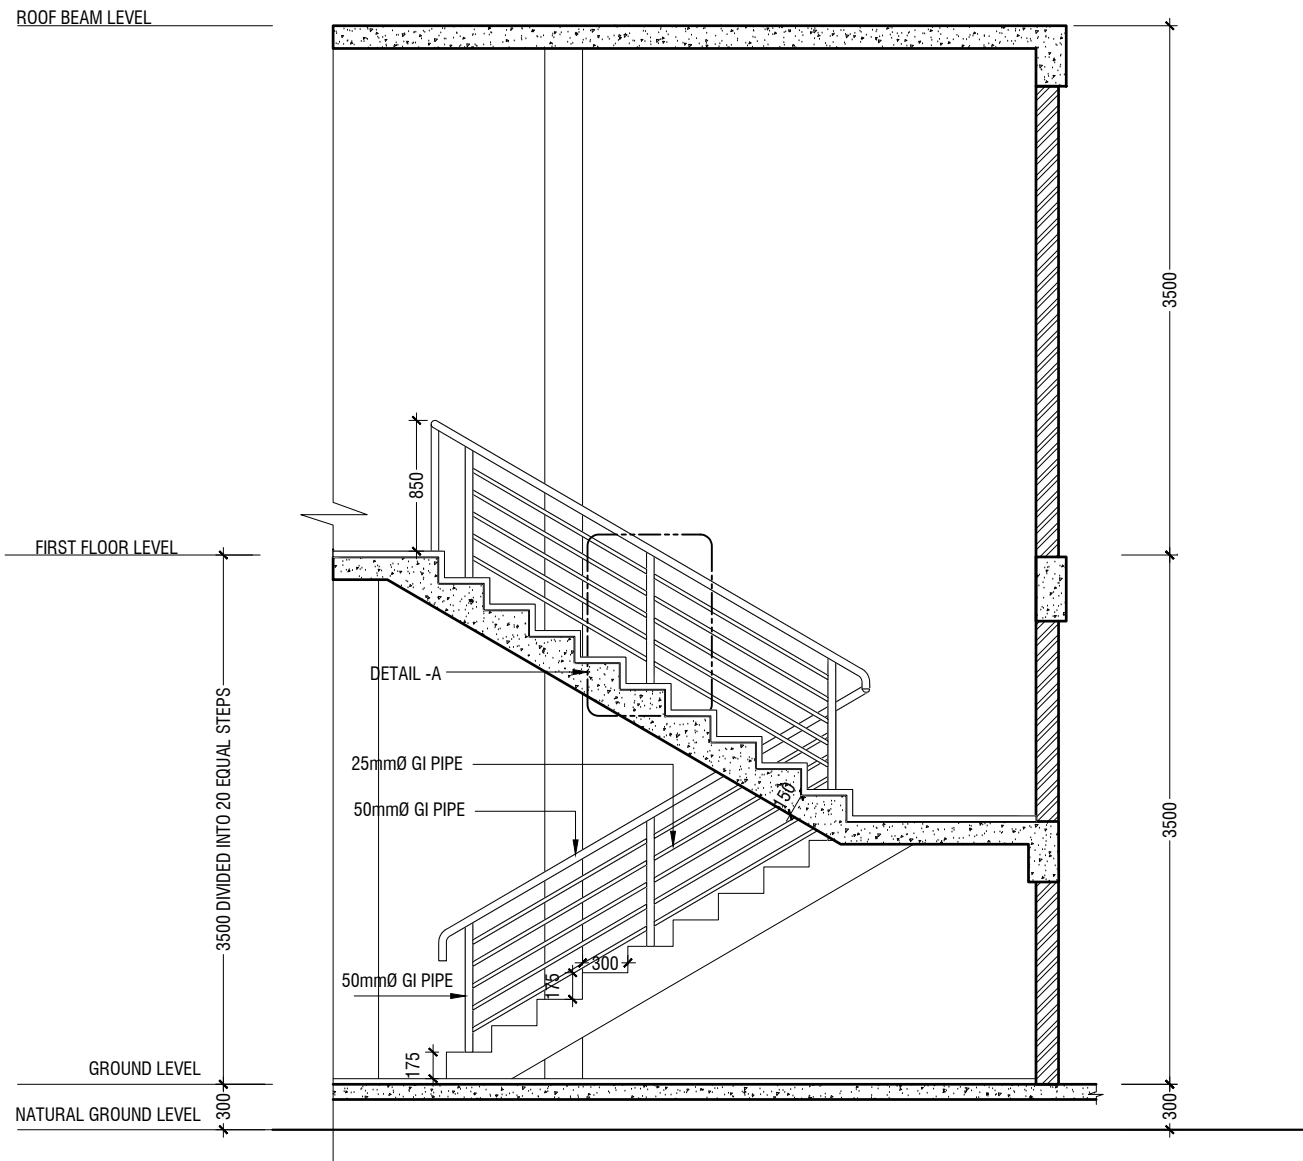 ROOF BEAM LEVEL
3500
850
FIRST FLOOR LEVEL
DETAIL -A
3500 DIVIDED INTO 20 EQUAL STEPS
25mmØ GI PIPE
150
50mmØ GI PIPE
3500
300
175
50mmØ GI PIPE
175
GROUND LEVEL
300
NATURAL GROUND LEVEL
300